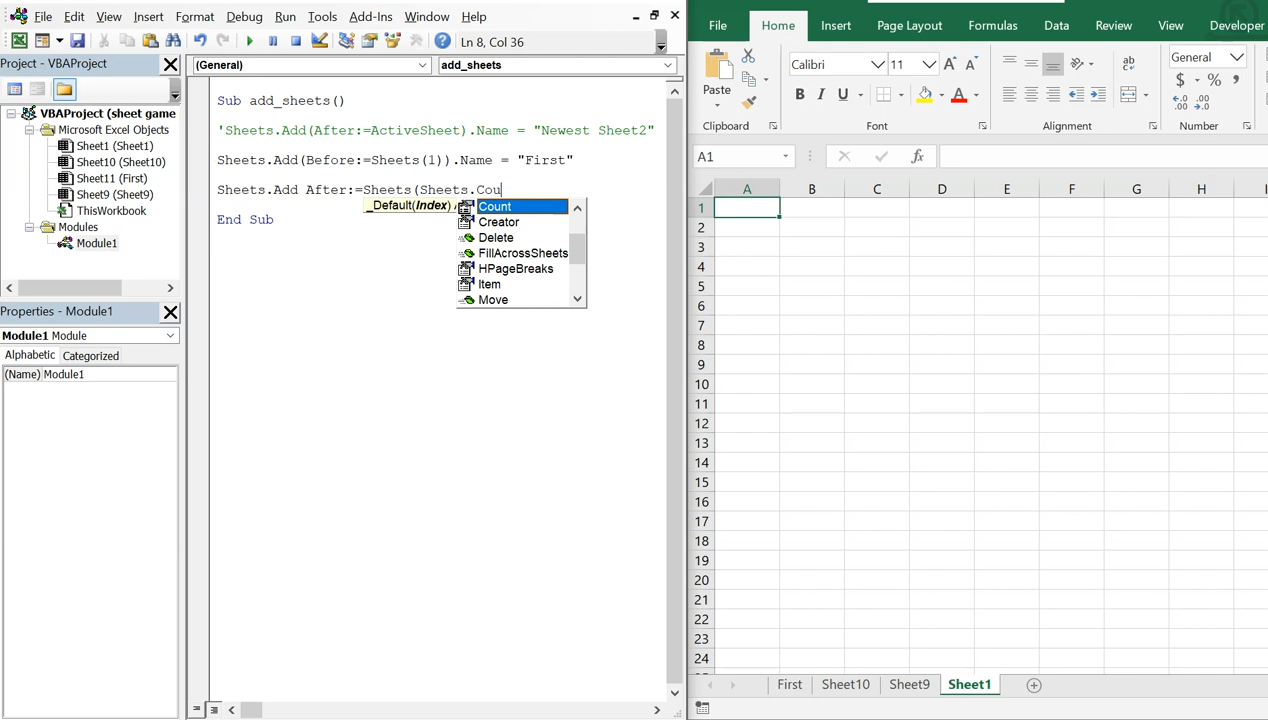 File Edit View Insert Format Debug Run Tools Add-Ins Window Help
Ln 8, Col 36
Project - VBAProject
VBAProject (sheet game
Microsoft Excel Objects
Sheet1 (Sheet1)
Sheet10 (Sheet10)
Sheet11 (First)
Sheet9 (Sheet9)
ThisWorkbook
Modules
Module1
Properties - Module1
Module1 Module
Alphabetic Categorized
(Name) Module1
(General) add_sheets
Sub add_sheets()
'Sheets.Add(After:=ActiveSheet).Name = "Newest Sheet2"
Sheets.Add(Before:=Sheets(1)).Name = "First"
Sheets.Add After:=Sheets(Sheets.Cou
_Default(Index)
End Sub
Count
Creator
Delete
FillAcrossSheets
HPageBreaks
Item
Move
File Home Insert Page Layout Formulas Data Review View Developer
Paste
Calibri 11
B I U A
General
$ % ,
Clipboard Font Alignment Number
A1 fx
A B C D E F G H I
1
2
3
4
5
6
7
8
9
10
11
12
13
14
15
16
17
18
19
20
21
22
23
24
First Sheet10 Sheet9 Sheet1